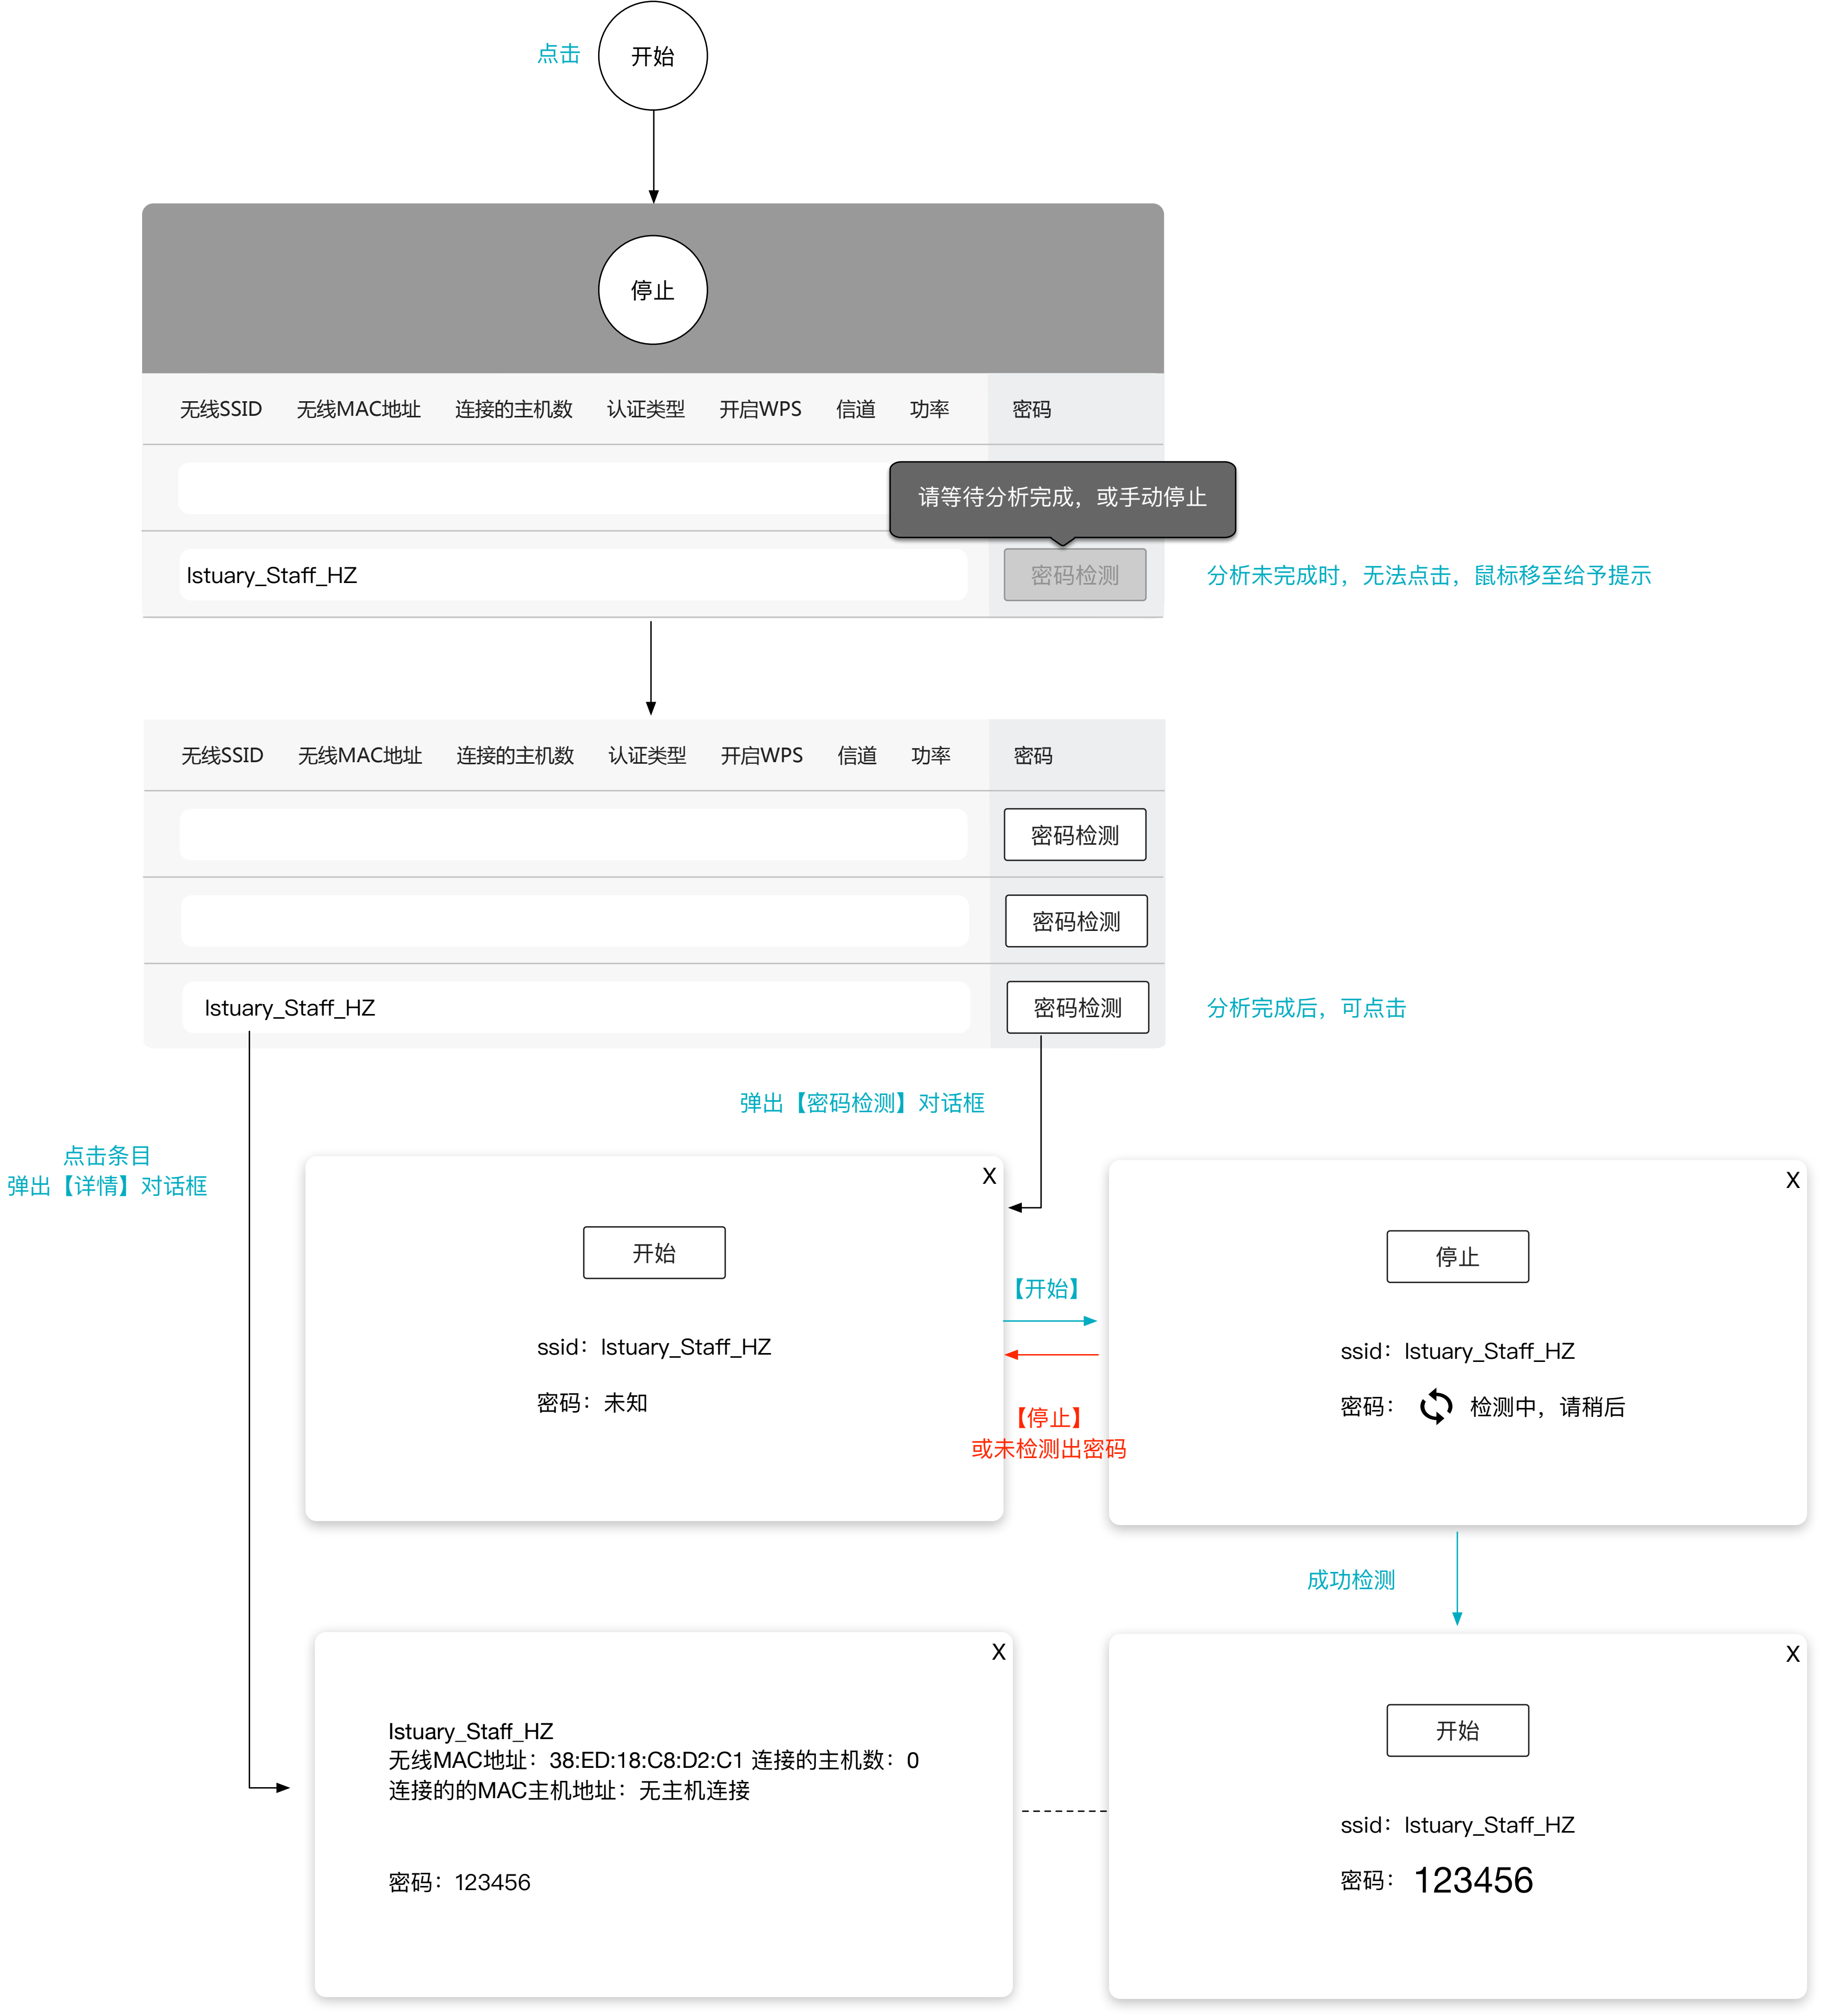 点击
开始
停止
无线SSID 无线MAC地址 连接的主机数 认证类型 开启WPS 信道 功率 密码
请等待分析完成，或手动停止
Istuary_Staff_HZ 密码检测
分析未完成时，无法点击，鼠标移至给予提示
无线SSID 无线MAC地址 连接的主机数 认证类型 开启WPS 信道 功率 密码
密码检测
密码检测
Istuary_Staff_HZ 密码检测
分析完成后，可点击
弹出【密码检测】对话框
点击条目
弹出【详情】对话框
X
开始
ssid：Istuary_Staff_HZ
密码：未知
【开始】
【停止】
或未检测出密码
X
停止
ssid：Istuary_Staff_HZ
密码： 检测中，请稍后
成功检测
X
Istuary_Staff_HZ
无线MAC地址：38:ED:18:C8:D2:C1 连接的主机数：0
连接的的MAC主机地址：无主机连接
密码：123456
X
开始
ssid：Istuary_Staff_HZ
密码： 123456